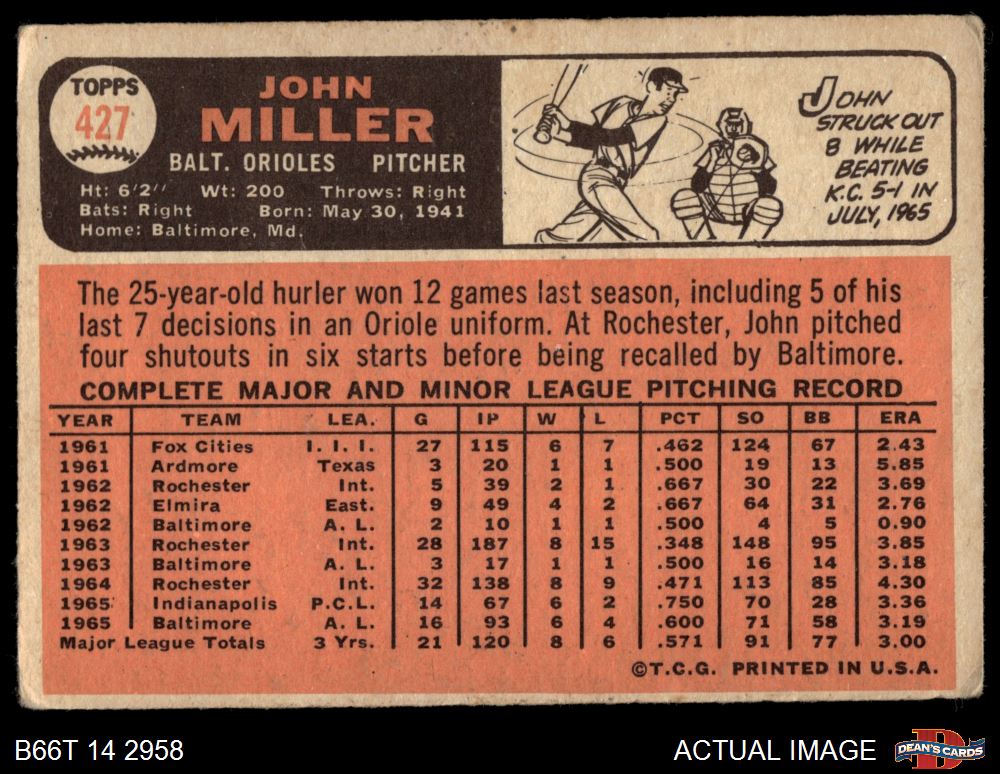 TOPPS
427
JOHN
MILLER
BALT. ORIOLES PITCHER
Ht: 6'2" Wt: 200 Throws: Right
Bats: Right Born: May 30, 1941
Home: Baltimore, Md.
JOHN
STRUCK OUT
8 WHILE
BEATING
K.C. 5-1 IN
JULY, 1965
The 25-year-old hurler won 12 games last season, including 5 of his
last 7 decisions in an Oriole uniform. At Rochester, John pitched
four shutouts in six starts before being recalled by Baltimore.
COMPLETE MAJOR AND MINOR LEAGUE PITCHING RECORD
YEAR TEAM LEA. G IP W L PCT SO BB ERA
1961 Fox Cities I. I. I. 27 115 6 7 .462 124 67 2.43
1961 Ardmore Texas 3 20 1 1 .500 19 13 5.85
1962 Rochester Int. 5 39 2 1 .667 30 22 3.69
1962 Elmira East. 9 49 4 2 .667 64 31 2.76
1962 Baltimore A. L. 2 10 1 1 .500 4 5 0.90
1963 Rochester Int. 28 187 8 15 .348 148 95 3.85
1963 Baltimore A. L. 3 17 1 1 .500 16 14 3.18
1964 Rochester Int. 32 138 8 9 .471 113 85 4.30
1965 Indianapolis P.C.L. 14 67 6 2 .750 70 28 3.36
1965 Baltimore A. L. 16 93 6 4 .600 71 58 3.19
Major League Totals 3 Yrs. 21 120 8 6 .571 91 77 3.00
©T.C.G. PRINTED IN U.S.A.
B66T 14 2958
ACTUAL IMAGE
D
DEAN'S CARDS